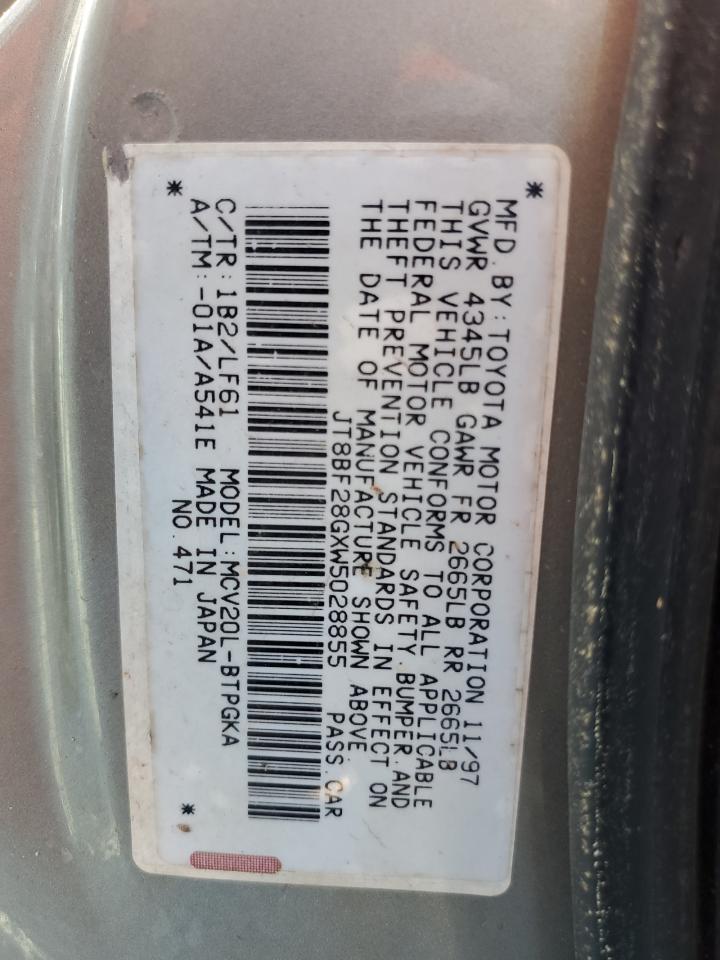 MFD.BY:TOYOTA MOTOR CORPORATION 11/97
GVWR 4345LB GAWR FR 2665LB RR 2665LB
THIS VEHICLE CONFORMS TO ALL APPLICABLE
FEDERAL MOTOR VEHICLE SAFETY,BUMPER,AND
THEFT PREVENTION STANDARDS IN EFFECT ON
THE DATE OF MANUFACTURE SHOWN ABOVE.
JT8BF28GXW5028855 PASS.CAR
C/TR:1B2/LF61 MODEL:MCV20L-BTPGKA
A/TM:-01A/A541E MADE IN JAPAN
NO.471